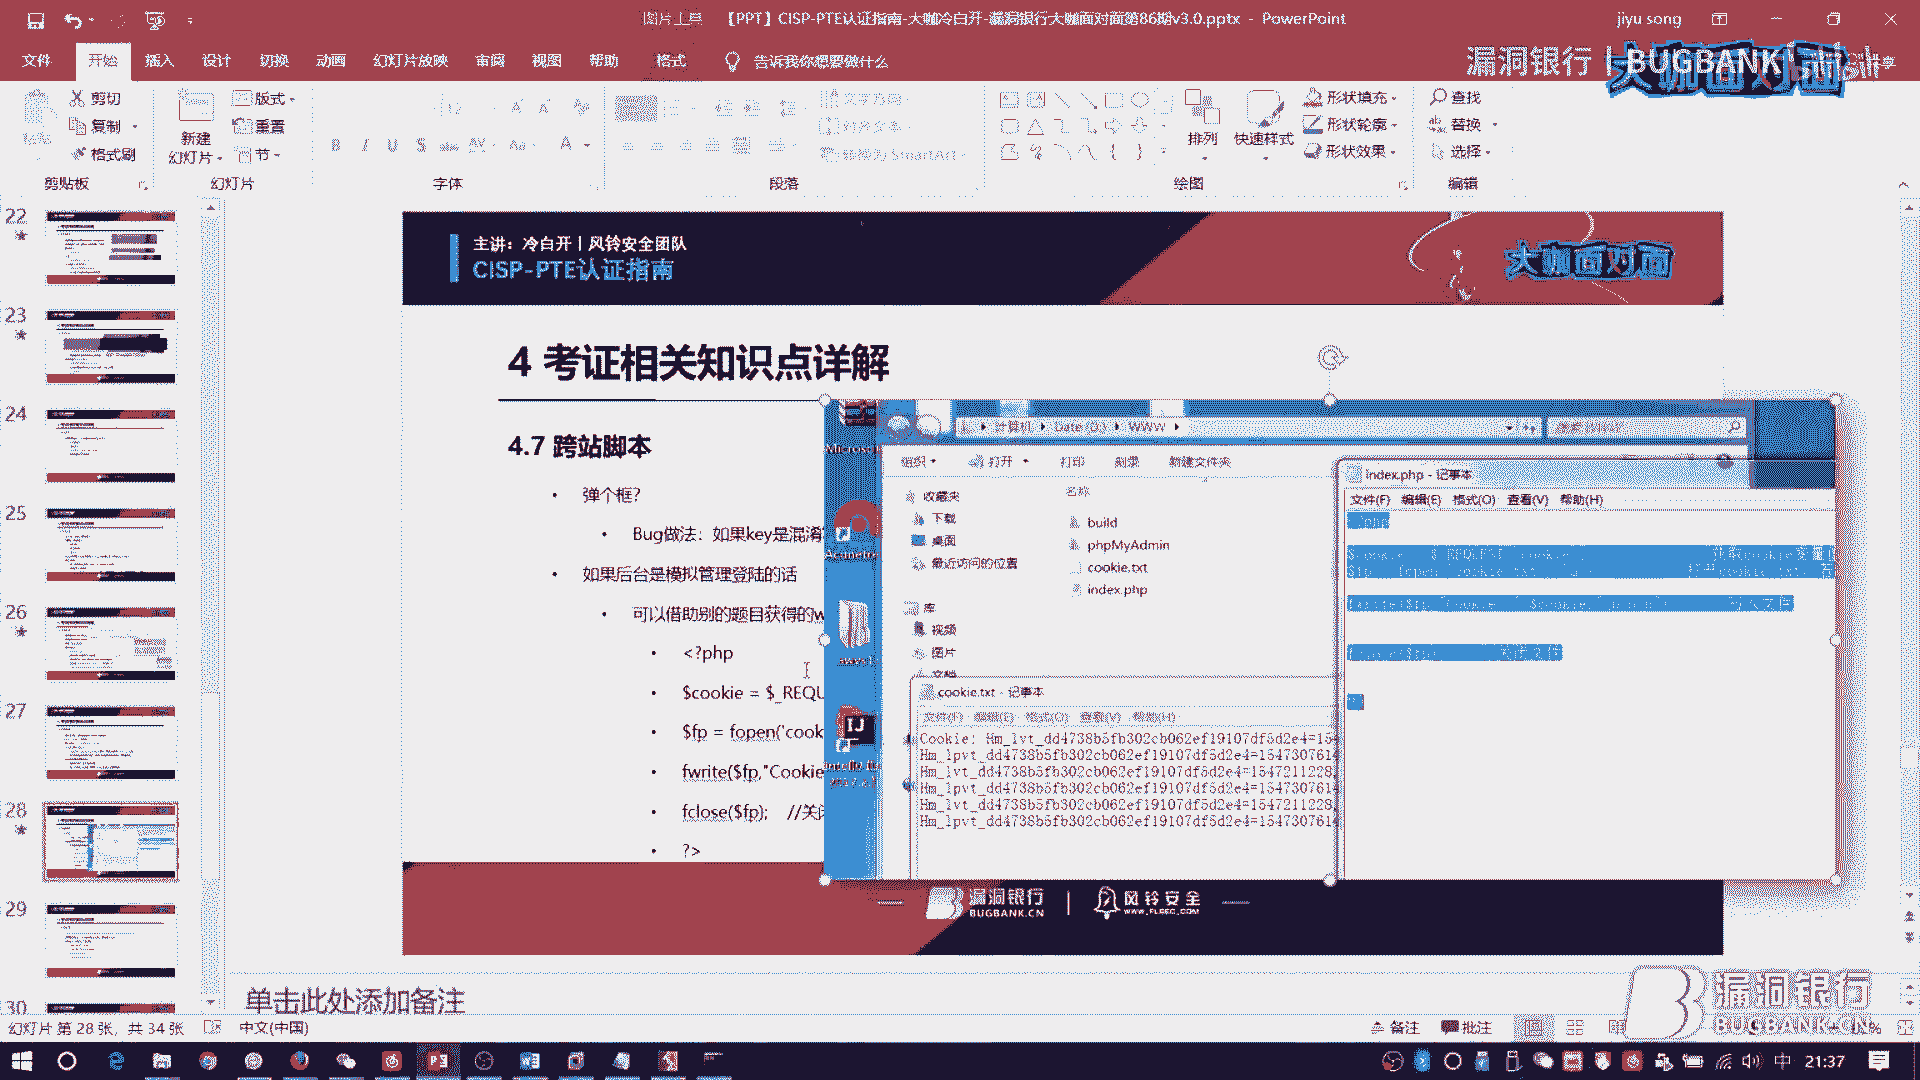 图片工具
【PPT】CISP-PTE认证指南-大咖冷白开-漏洞银行大咖面对面第86期v3.0.pptx - PowerPoint
jiyu song
文件
开始
插入
设计
切换
动画
幻灯片放映
审阅
视图
帮助
格式
告诉我你想要做什么
漏洞银行 | BUGBANK
大咖面对面
剪切
复制
格式刷
剪贴板
新建
幻灯片
版式
重置
节
幻灯片
字体
文字方向
对齐文本
转换为 SmartArt
段落
排列
快速样式
形状填充
形状轮廓
形状效果
绘图
查找
替换
选择
编辑
22
23
24
25
26
27
28
29
30
主讲：冷白开丨风铃安全团队
CISP-PTE认证指南
大咖面对面
4 考证相关知识点详解
4.7 跨站脚本
• 弹个框？
• Bug做法：如果key是混淆
• 如果后台是模拟管理登陆的话
• 可以借助别的题目获得的w
• <?php
• $cookie = $_REQU
• $fp = fopen('cook
• fwrite($fp,"Cookie
• fclose($fp); //关
• ?>
计算机
Date (D:)
WWW
组织
打开
打印
刻录
新建文件夹
收藏夹
下载
桌面
最近访问的位置
库
视频
图片
文档
名称
build
phpMyAdmin
cookie.txt
index.php
index.php - 记事本
文件(F) 编辑(E) 格式(O) 查看(V) 帮助(H)
cookie.txt - 记事本
文件(F) 编辑(E) 格式(O) 查看(V) 帮助(H)
Cookie: Hm_lvt_dd4738b5fb302cb062ef19107df5d2e4=154
Hm_lpvt_dd4738b5fb302cb062ef19107df5d2e4=1547307614
Hm_lvt_dd4738b5fb302cb062ef19107df5d2e4=1547211228,
Hm_lpvt_dd4738b5fb302cb062ef19107df5d2e4=1547307614
Hm_lvt_dd4738b5fb302cb062ef19107df5d2e4=1547211228,
Hm_lpvt_dd4738b5fb302cb062ef19107df5d2e4=1547307614
漏洞银行
BUGBANK.CN
风铃安全
WWW.FLSEC.COM
单击此处添加备注
漏洞银行
BUGBANK.CN
幻灯片 第 28 张，共 34 张
中文(中国)
备注
批注
中
21:37